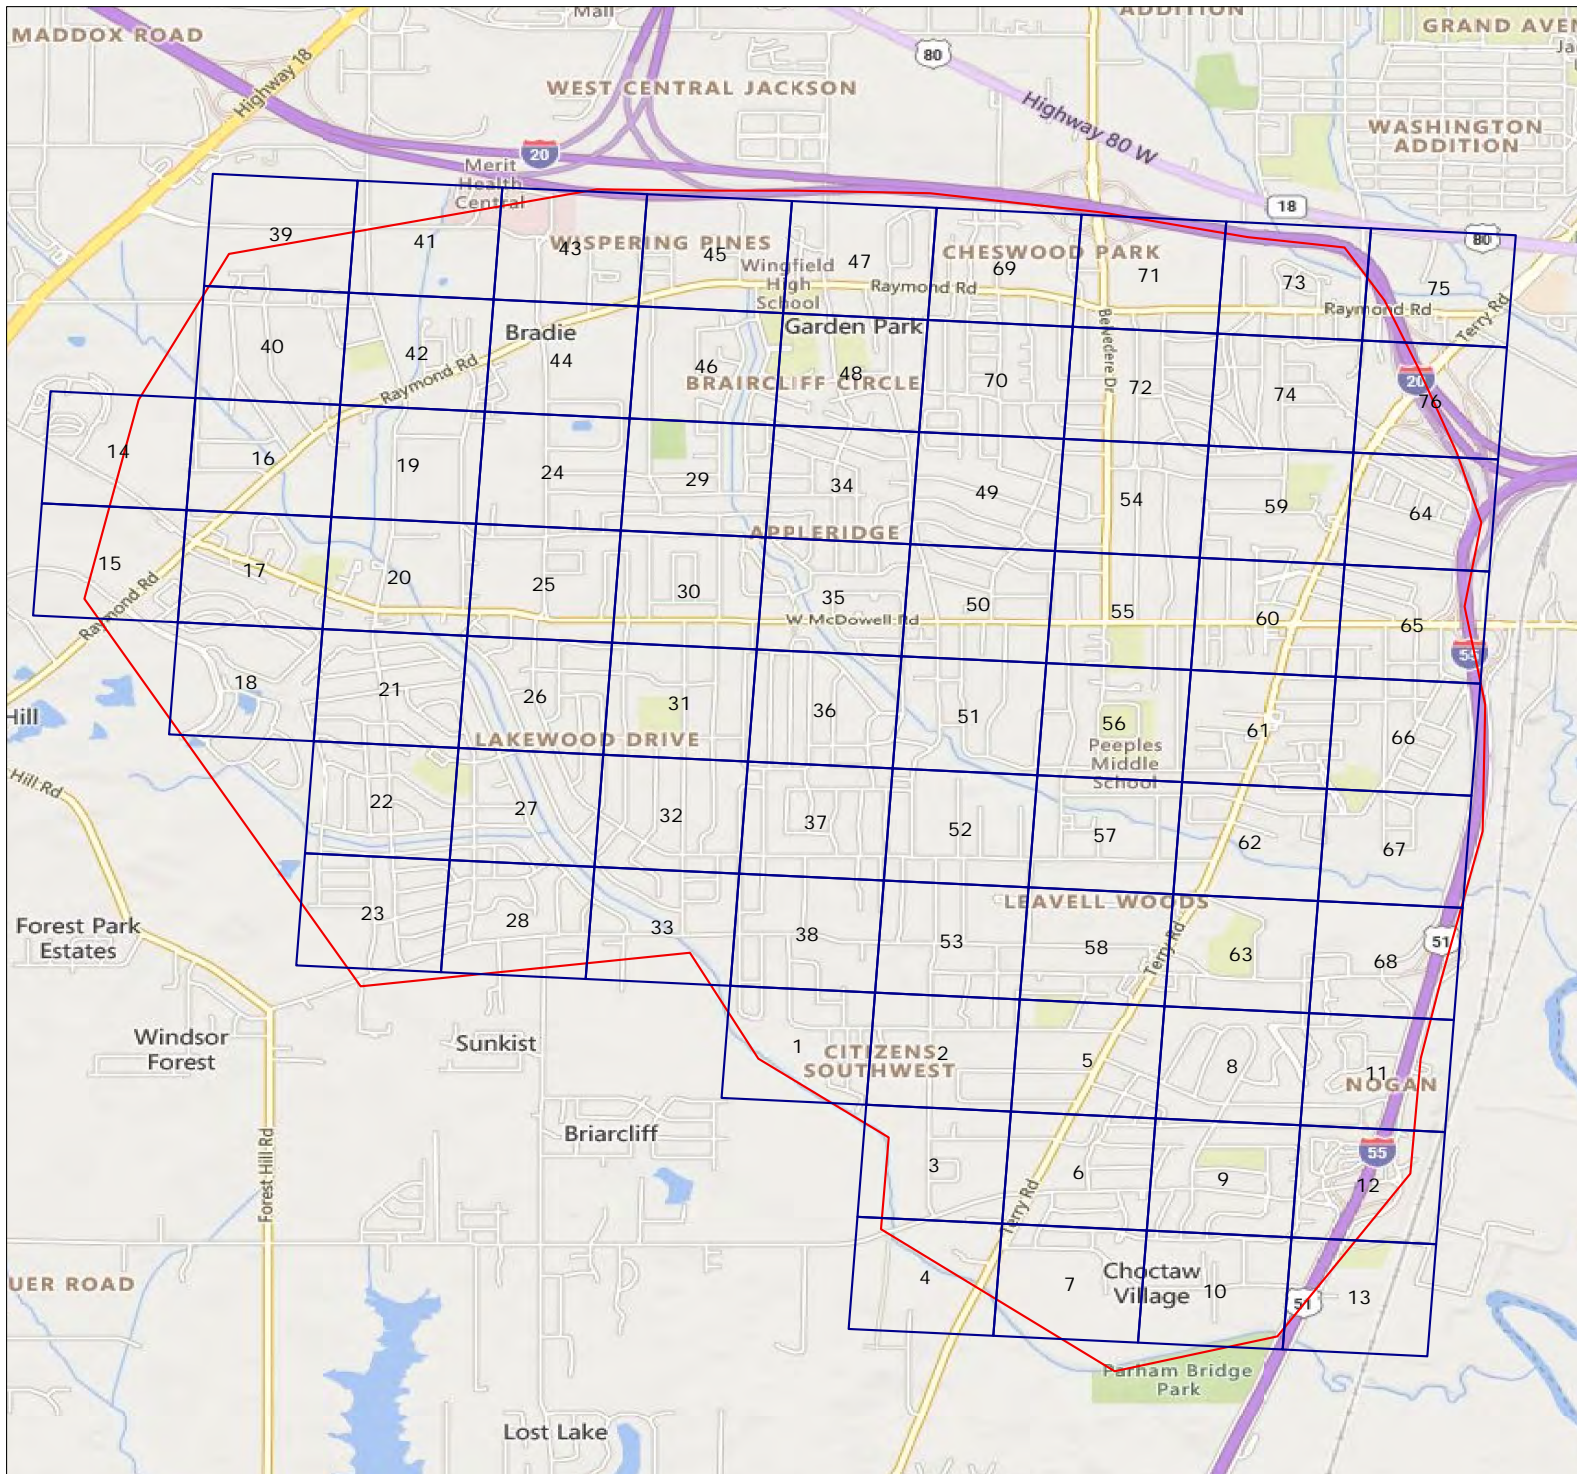 Mall
ADDITION
MADDOX ROAD
GRAND AVEN
Highway 18
80
WEST CENTRAL JACKSON
Highway 80 W
WASHINGTON
ADDITION
20
Merit
Health
Central
18
80
39
41
43
45
47
69
71
73
75
WISPERING PINES
CHESWOOD PARK
Wingfield
High
School
Raymond Rd
Raymond Rd
Terry Rd
Bradie
Garden Park
Belvedere Dr
40
42
44
46
48
70
72
74
76
Raymond Rd
BRAIRCLIFF CIRCLE
20
14
16
19
24
29
34
49
54
59
64
APPLERIDGE
15
17
20
25
30
35
50
55
60
65
Raymond Rd
W McDowell Rd
55
18
21
26
31
36
51
56
61
66
Hill
LAKEWOOD DRIVE
Peeples
Middle
School
Hill Rd
22
27
32
37
52
57
62
67
LEAVELL WOODS
23
28
33
38
53
58
63
68
Forest Park
Estates
Terry Rd
51
Windsor
Forest
Sunkist
1
2
5
8
11
CITIZENS
SOUTHWEST
NOGAN
Briarcliff
55
3
6
9
12
Forest Hill Rd
Terry Rd
UER ROAD
4
7
10
13
Choctaw
Village
51
Parham Bridge
Park
Lost Lake